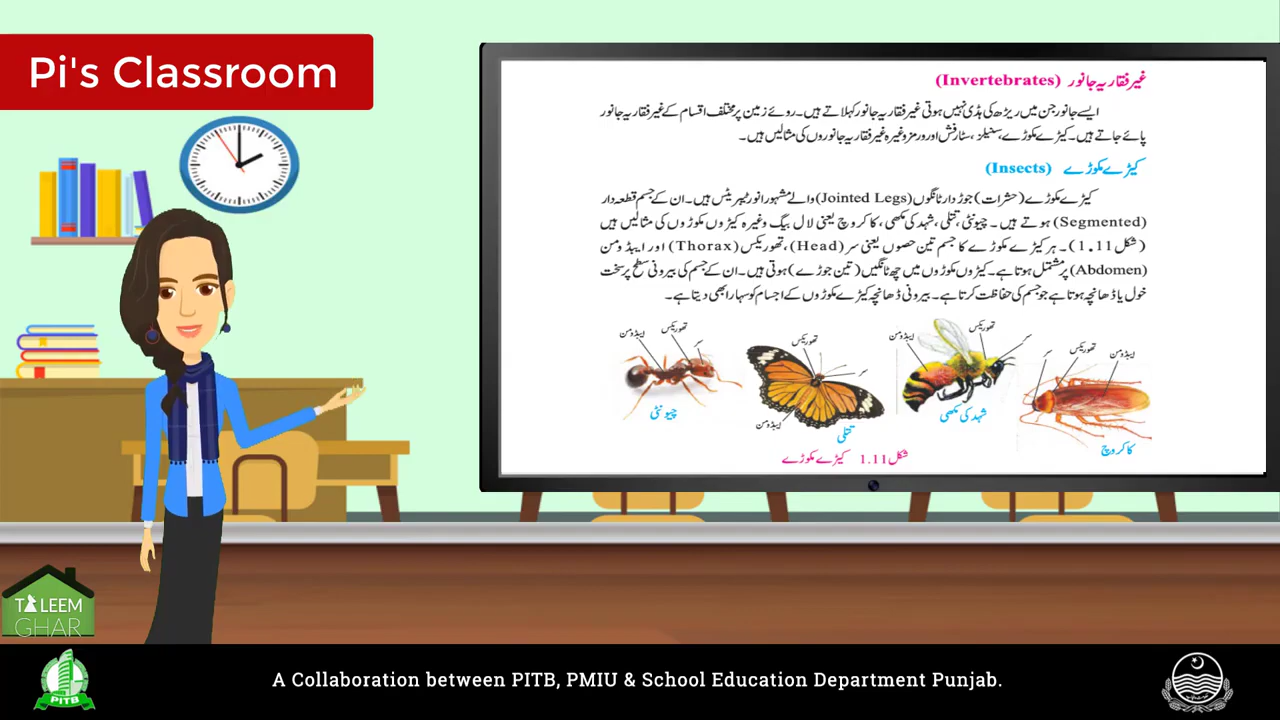 Pi's Classroom
غیر فقاریہ جانور (Invertebrates)
ایسے جانور جن میں ریڑھ کی ہڈی نہیں ہوتی غیر فقاریہ جانور کہلاتے ہیں۔ روئے زمین پر مختلف اقسام کے غیر فقاریہ جانور
پائے جاتے ہیں۔ کیڑے مکوڑے، سنیلز، سٹارفش اور ورمز وغیرہ غیر فقاریہ جانوروں کی مثالیں ہیں۔
کیڑے مکوڑے (Insects)
کیڑے مکوڑے (حشرات) جوڑ دار ٹانگوں (Jointed Legs) والے مشہور انورٹیبریٹس ہیں۔ ان کے جسم قطعہ دار
(Segmented) ہوتے ہیں۔ چیونٹی، تتلی، شہد کی مکھی، کاکروچ یعنی لال بیگ وغیرہ کیڑوں مکوڑوں کی مثالیں ہیں
(شکل 1.11)۔ ہر کیڑے مکوڑے کا جسم تین حصوں یعنی سر (Head)، تھوریکس (Thorax) اور ایبڈومن
(Abdomen) پر مشتمل ہوتا ہے۔ کیڑوں مکوڑوں میں چھ ٹانگیں (تین جوڑے) ہوتی ہیں۔ ان کے جسم کی بیرونی سطح پر سخت
خول یا ڈھانچہ ہوتا ہے جو جسم کی حفاظت کرتا ہے۔ بیرونی ڈھانچہ کیڑے مکوڑوں کے اجسام کو سہارا بھی دیتا ہے۔
ایبڈومن
تھوریکس
سر
چیونٹی
تھوریکس
سر
ایبڈومن
تتلی
ایبڈومن
تھوریکس
سر
شہد کی مکھی
سر
تھوریکس
ایبڈومن
کاکروچ
شکل 1.11 کیڑے مکوڑے
TALEEM
GHAR
PITB
A Collaboration between PITB, PMIU & School Education Department Punjab.